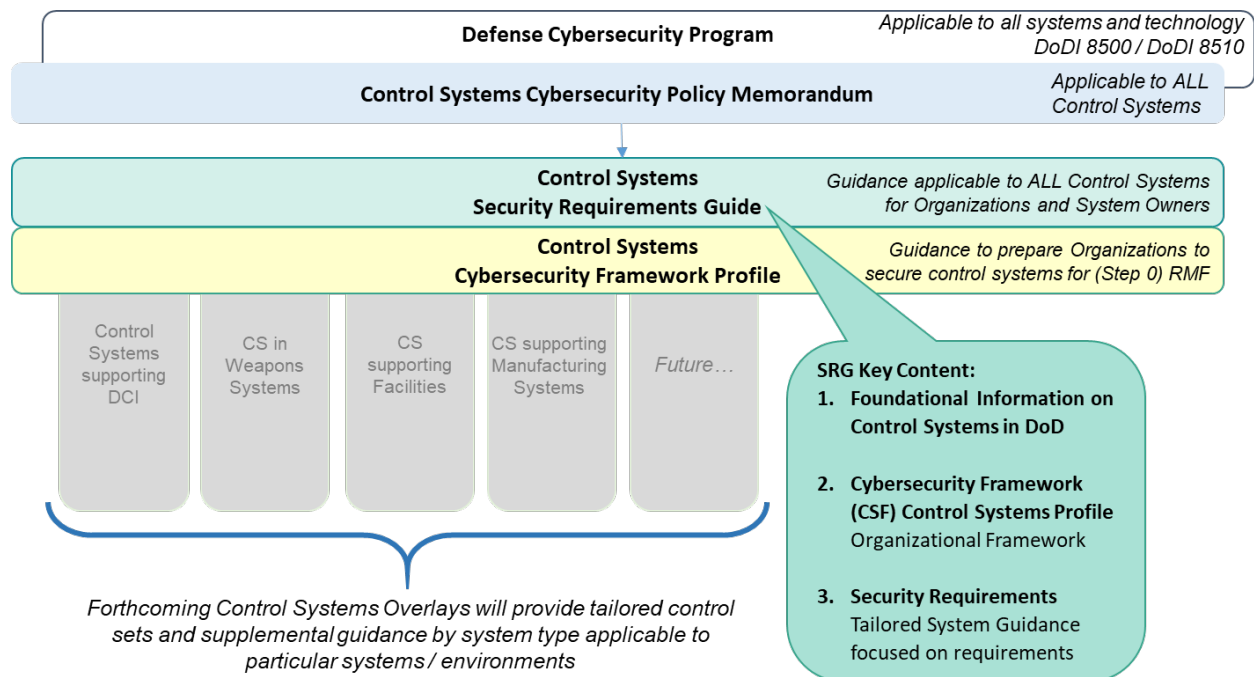 Defense Cybersecurity Program
Applicable to all systems and technology
DoDI 8500 / DoDI 8510
Control Systems Cybersecurity Policy Memorandum
Applicable to ALL
Control Systems
Control Systems
Security Requirements Guide
Guidance applicable to ALL Control Systems
for Organizations and System Owners
Control Systems
Cybersecurity Framework Profile
Guidance to prepare Organizations to
secure control systems for (Step 0) RMF
Control
Systems
supporting
DCI
CS in
Weapons
Systems
CS
supporting
Facilities
CS supporting
Manufacturing
Systems
Future…
SRG Key Content:
1. Foundational Information on
Control Systems in DoD
2. Cybersecurity Framework
(CSF) Control Systems Profile
Organizational Framework
3. Security Requirements
Tailored System Guidance
focused on requirements
Forthcoming Control Systems Overlays will provide tailored control
sets and supplemental guidance by system type applicable to
particular systems / environments